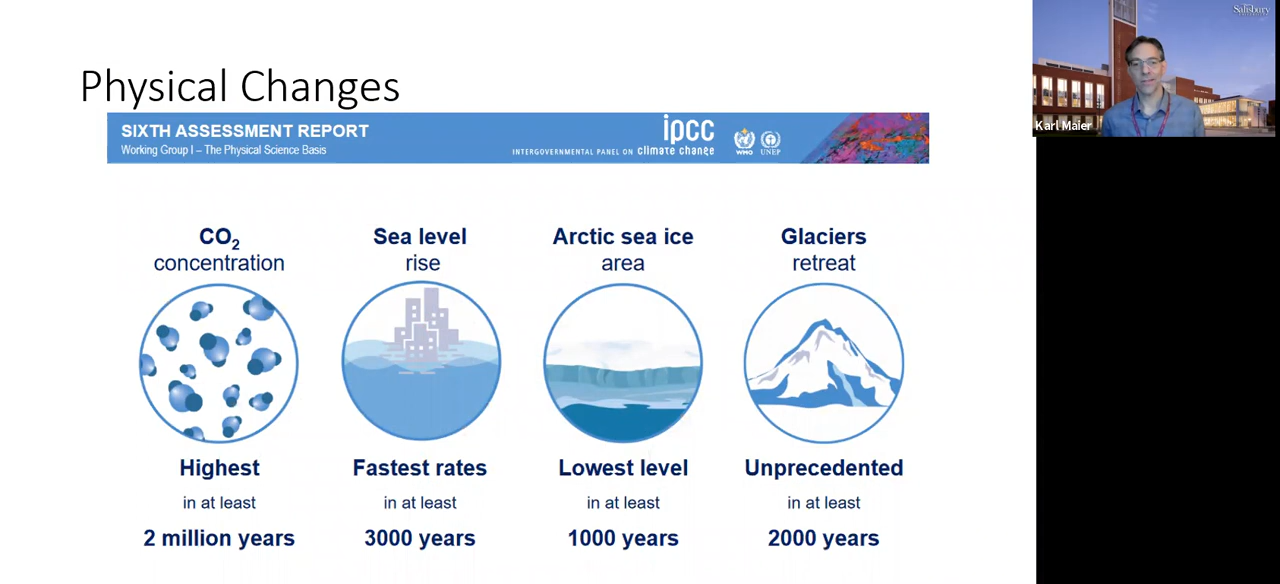 Physical Changes
SIXTH ASSESSMENT REPORT
Working Group I – The Physical Science Basis
ipcc
INTERGOVERNMENTAL PANEL ON climate change
WMO
UNEP
CO₂
concentration
Highest
in at least
2 million years
Sea level
rise
Fastest rates
in at least
3000 years
Arctic sea ice
area
Lowest level
in at least
1000 years
Glaciers
retreat
Unprecedented
in at least
2000 years
Salisbury
Karl Maier